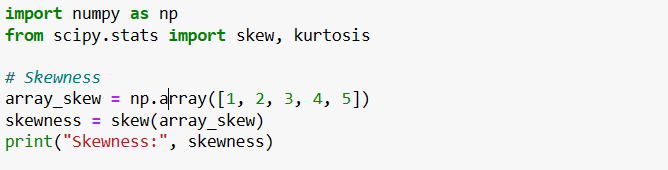 import numpy as np
from scipy.stats import skew, kurtosis
# Skewness
array_skew = np.array([1, 2, 3, 4, 5])
skewness = skew(array_skew)
print("Skewness:", skewness)